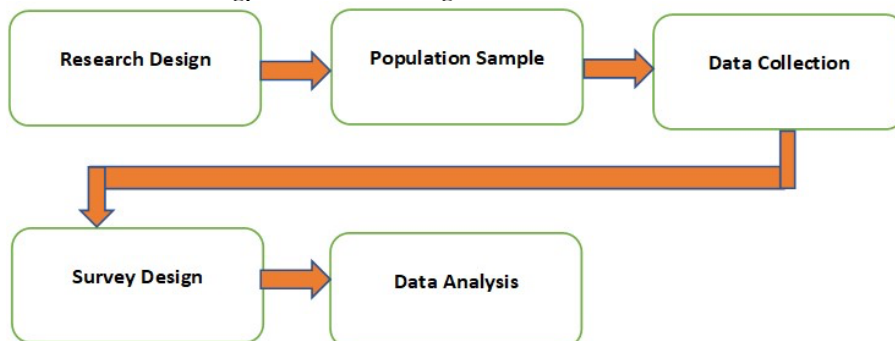 Research Design
Population Sample
Data Collection
Survey Design
Data Analysis